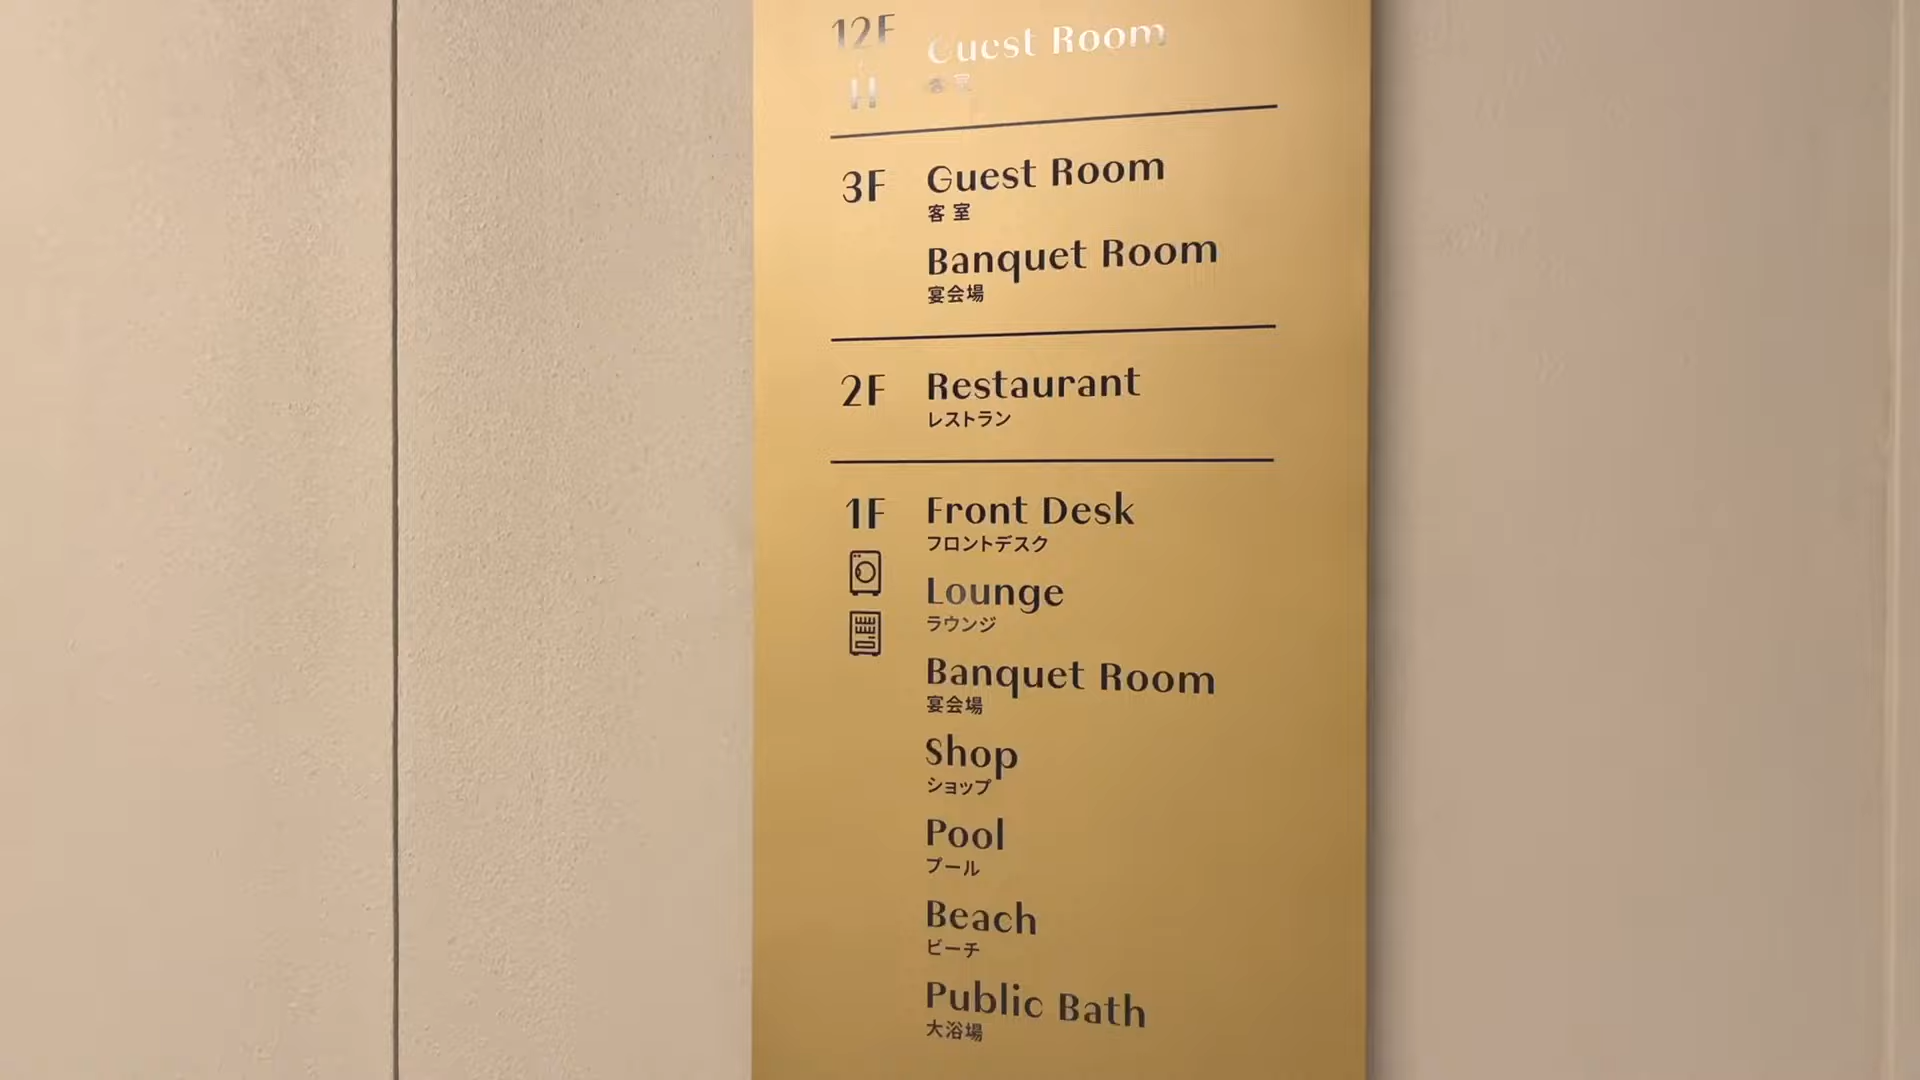 12F
Guest Room
客室
3F Guest Room
客室
Banquet Room
宴会場
2F Restaurant
レストラン
1F Front Desk
フロントデスク
Lounge
ラウンジ
Banquet Room
宴会場
Shop
ショップ
Pool
プール
Beach
ビーチ
Public Bath
大浴場